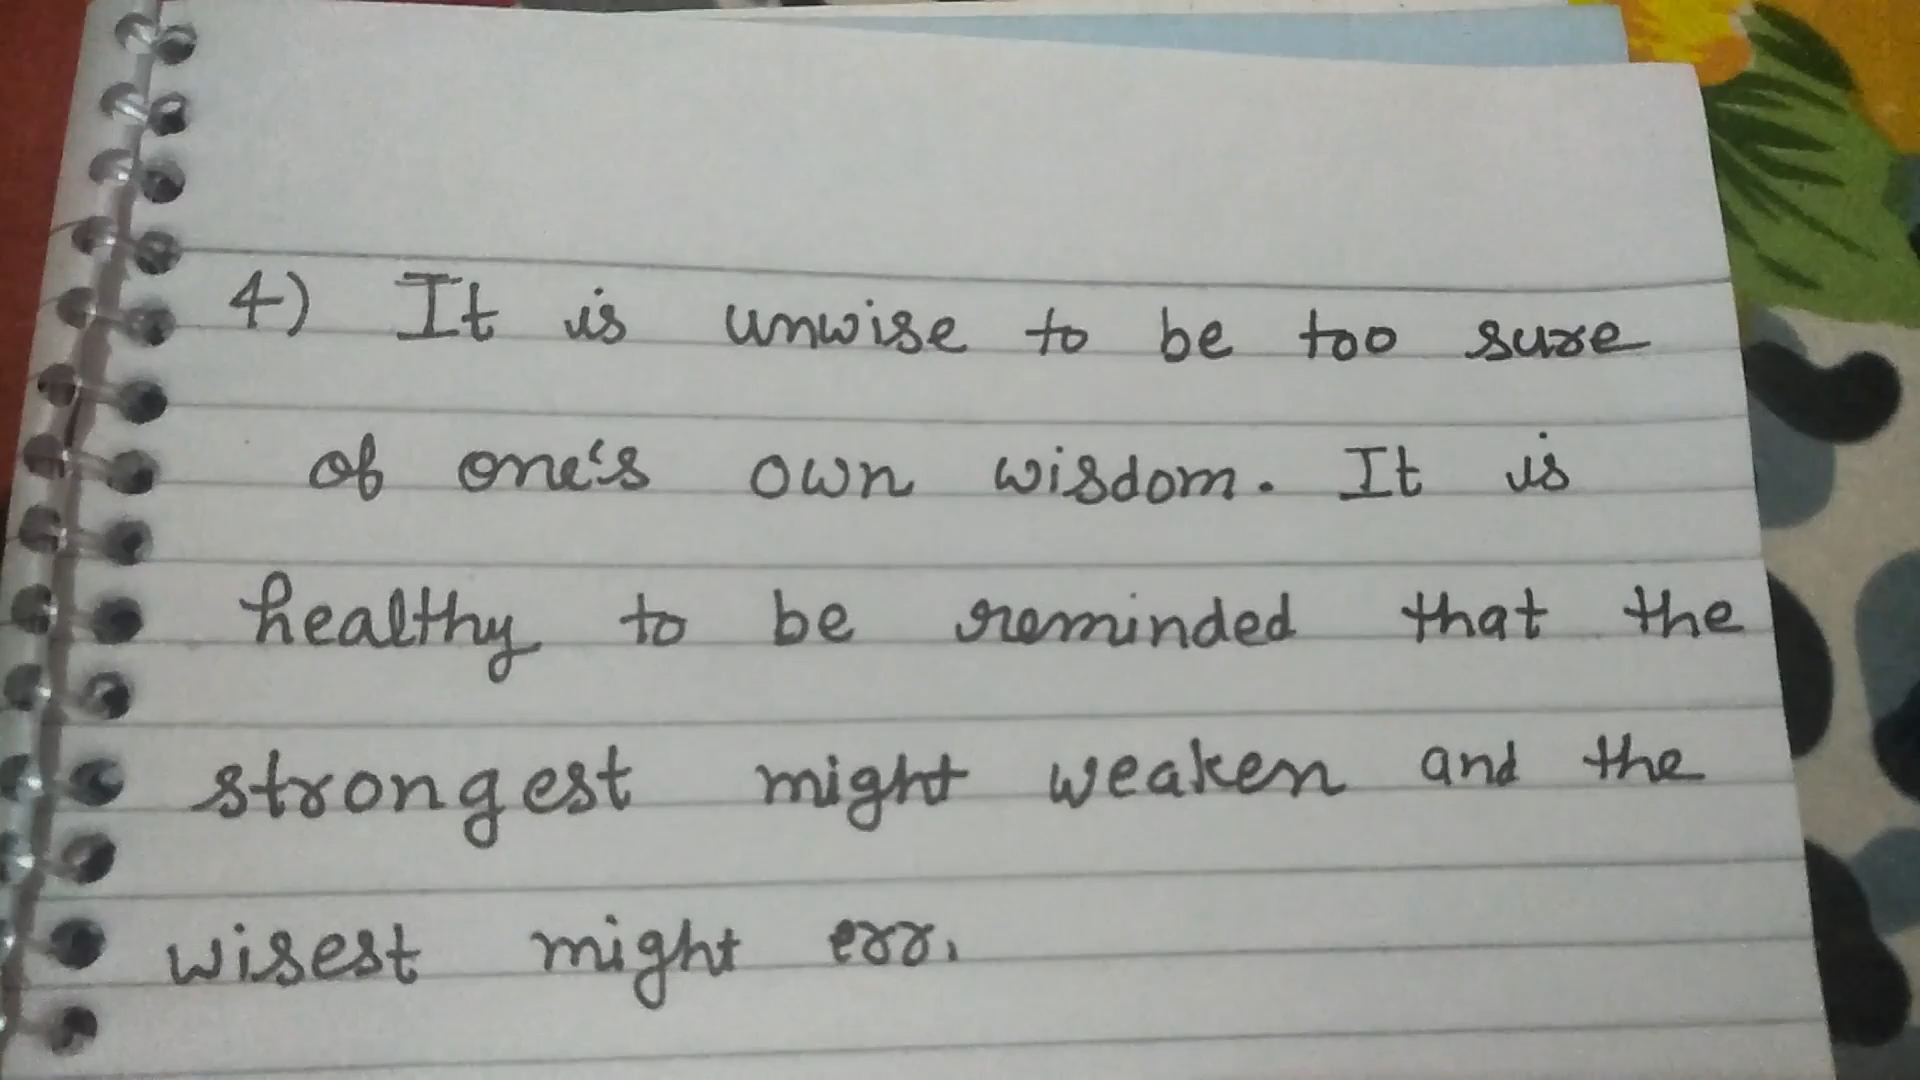 4) It is unwise to be too sure
of one's own wisdom. It is
healthy to be reminded that the
strongest might weaken and the
wisest might err.